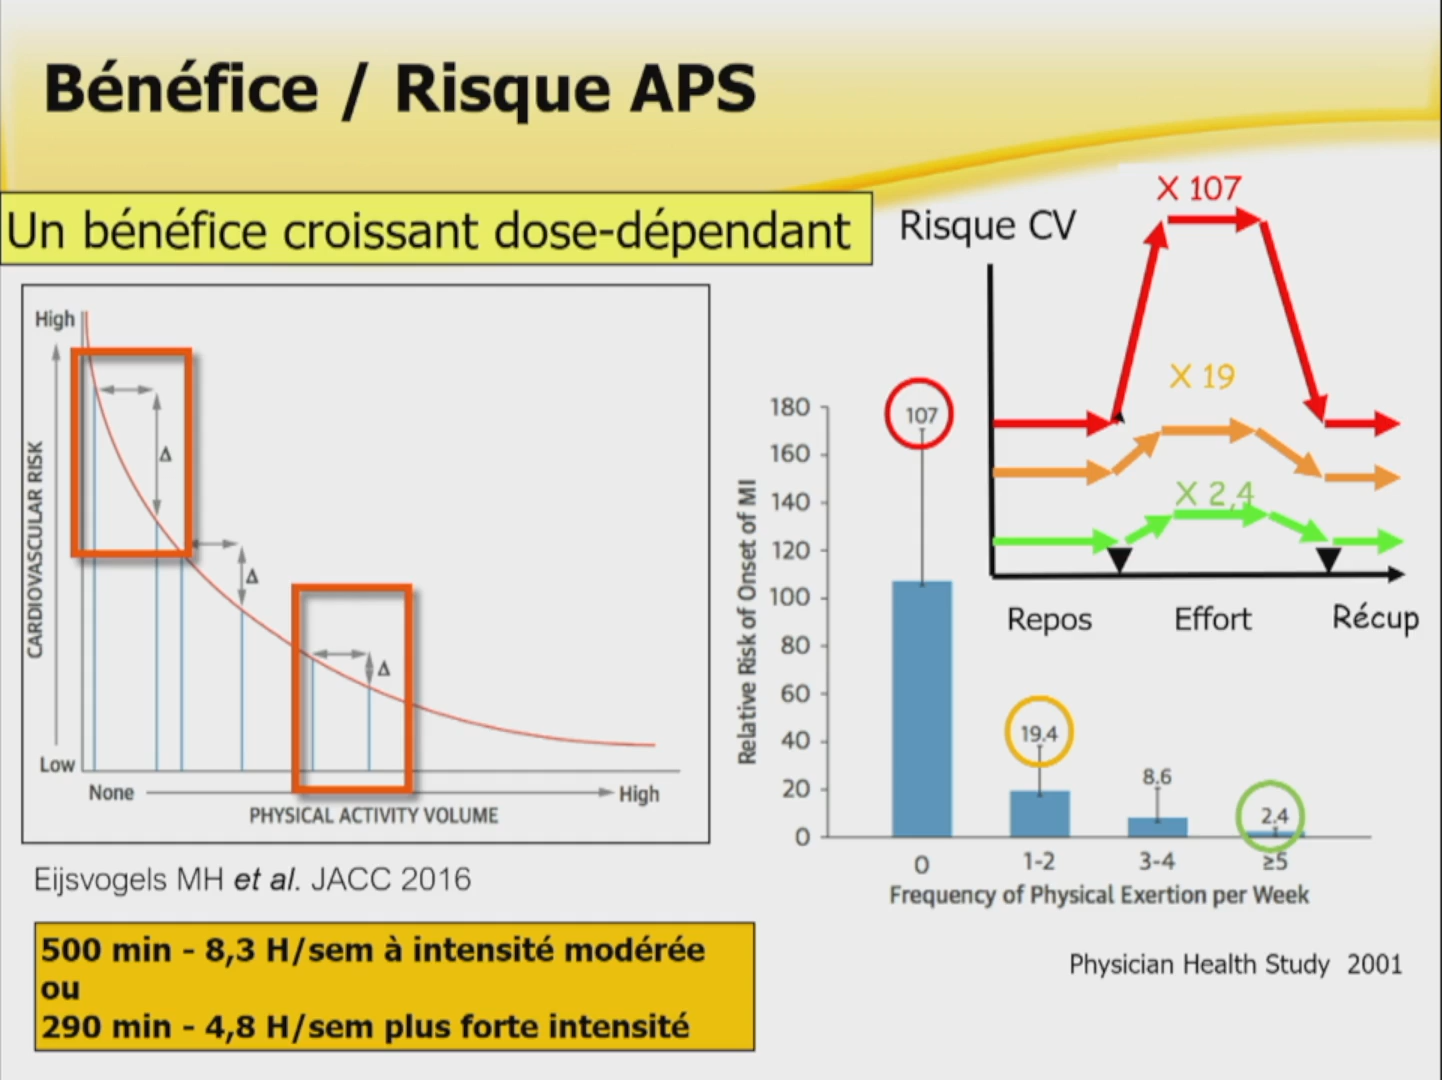 Bénéfice / Risque APS
Un bénéfice croissant dose-dépendant
High
CARDIOVASCULAR RISK
Δ
Δ
Δ
Low
None
High
PHYSICAL ACTIVITY VOLUME
Eijsvogels MH et al. JACC 2016
500 min - 8,3 H/sem à intensité modérée
ou
290 min - 4,8 H/sem plus forte intensité
Risque CV
X 107
X 19
X 2,4
Repos Effort Récup
Relative Risk of Onset of MI
180
160
140
120
100
80
60
40
20
0
107
19.4
8.6
2.4
0 1-2 3-4 ≥5
Frequency of Physical Exertion per Week
Physician Health Study 2001